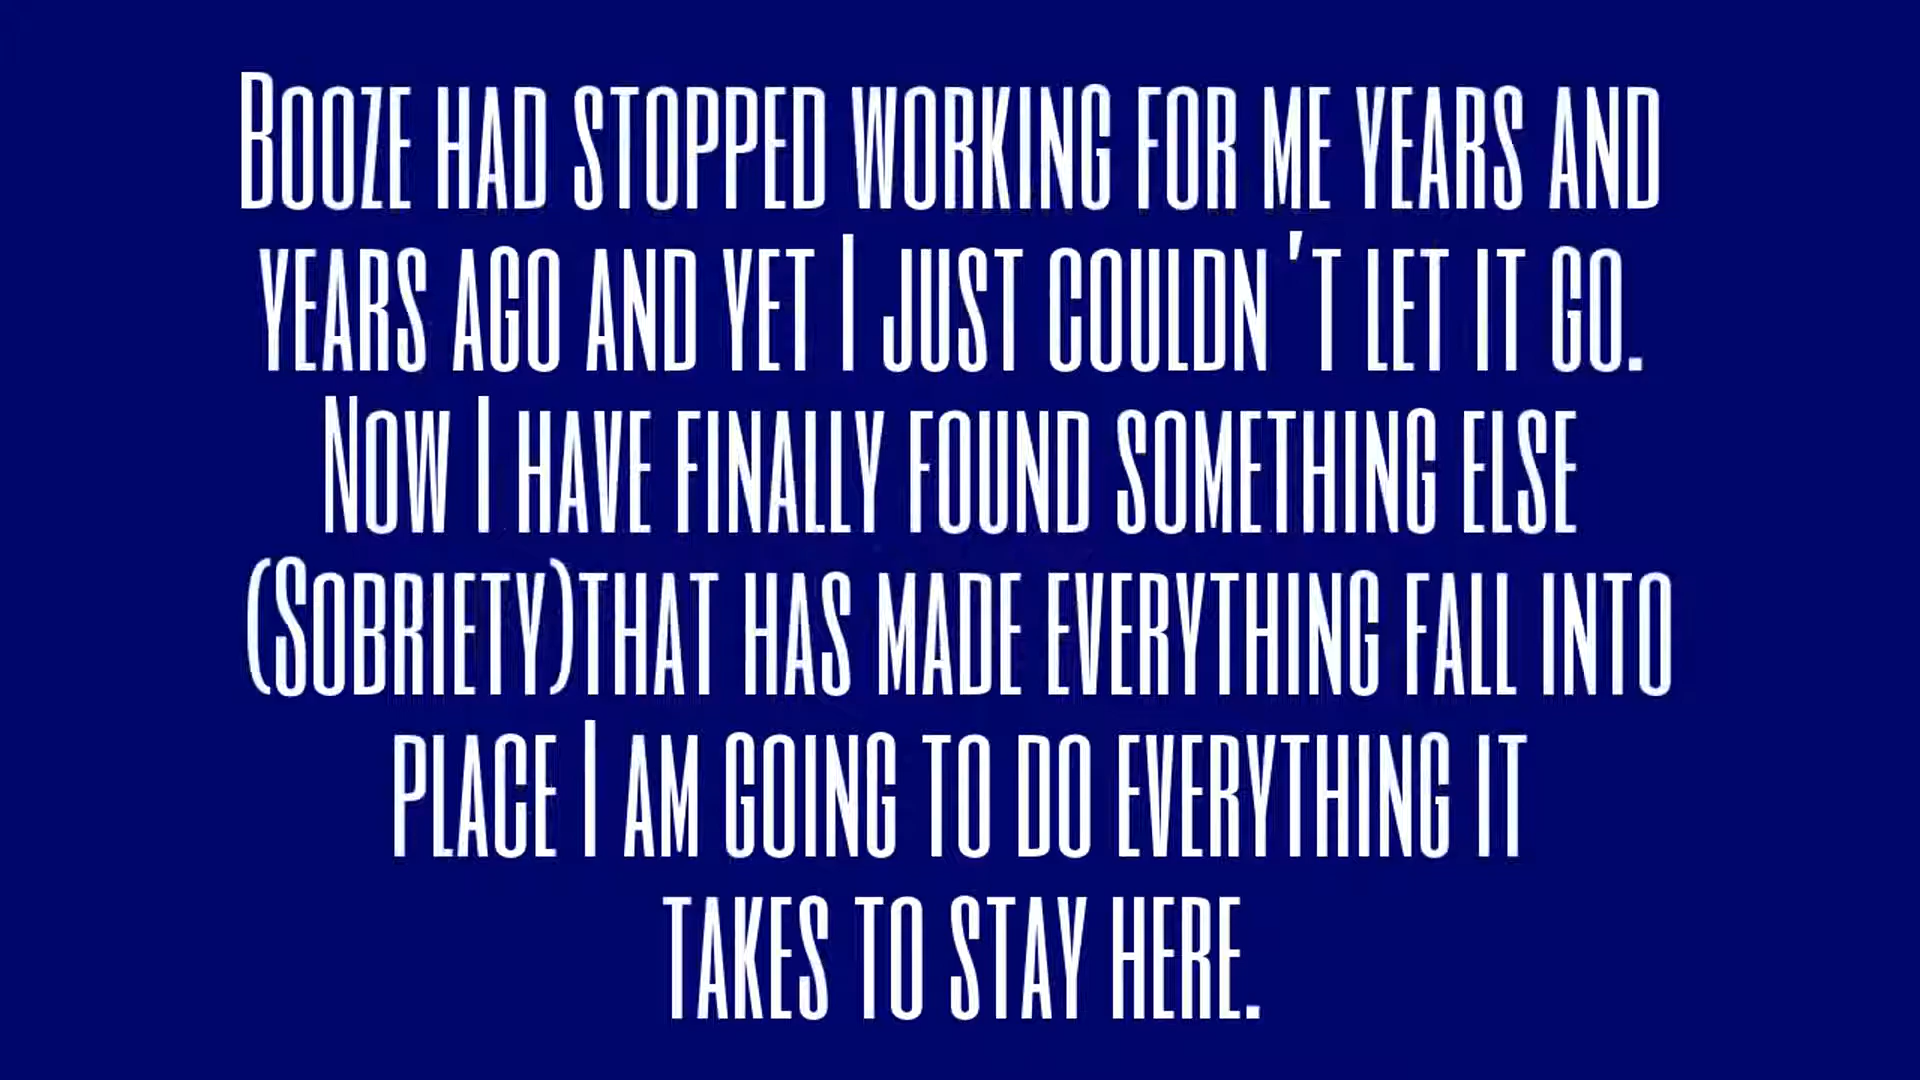 Booze had stopped working for me years and
years ago and yet I just couldn't let it go.
Now I have finally found something else
(Sobriety)that has made everything fall into
place I am going to do everything it
takes to stay here.